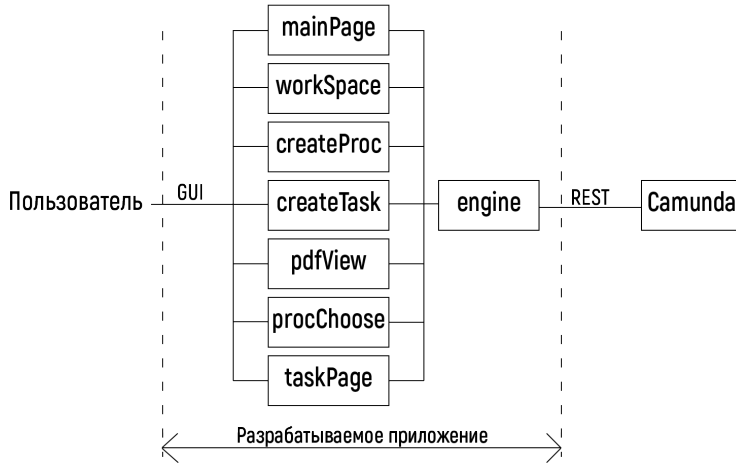 mainPage
workSpace
createProc
Пользователь
GUI
createTask
engine
REST
Camunda
pdfView
procChoose
taskPage
Разрабатываемое приложение